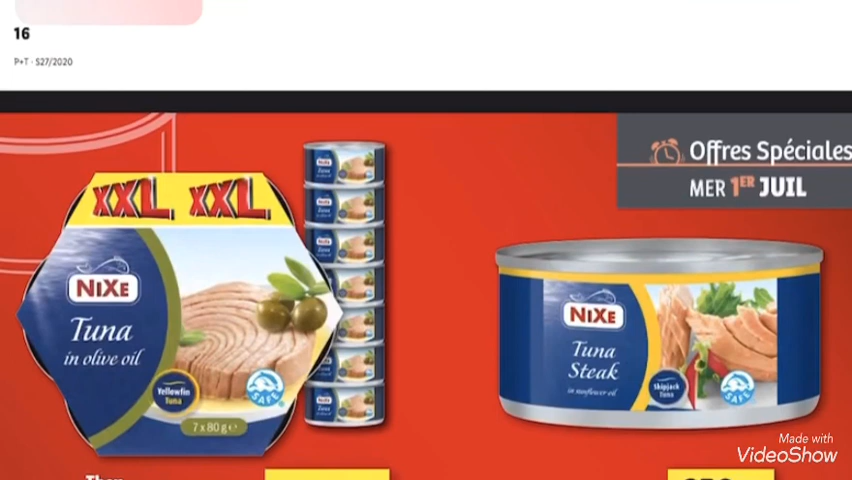 16
P+T - S27/2020
Offres Spéciales
MER 1ER JUIL
XXL XXL
NIXE
Tuna
in olive oil
Yellowfin
Tuna
SAFE
7 x 80 g e
NIXE
Tuna
Steak
in sunflower oil
Skipjack
Tuna
SAFE
Made with
VideoShow